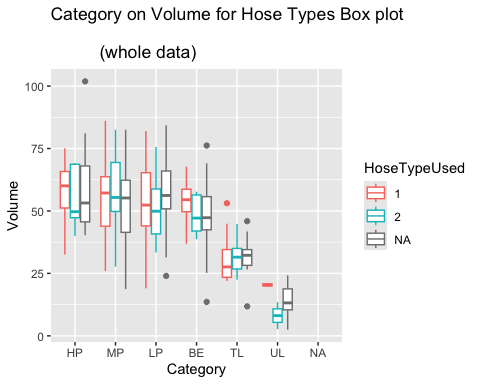 Category on Volume for Hose Types Box plot
(whole data)
100
75
50
25
0
Volume
HP MP LP BE TL UL NA
Category
HoseTypeUsed
1
2
NA